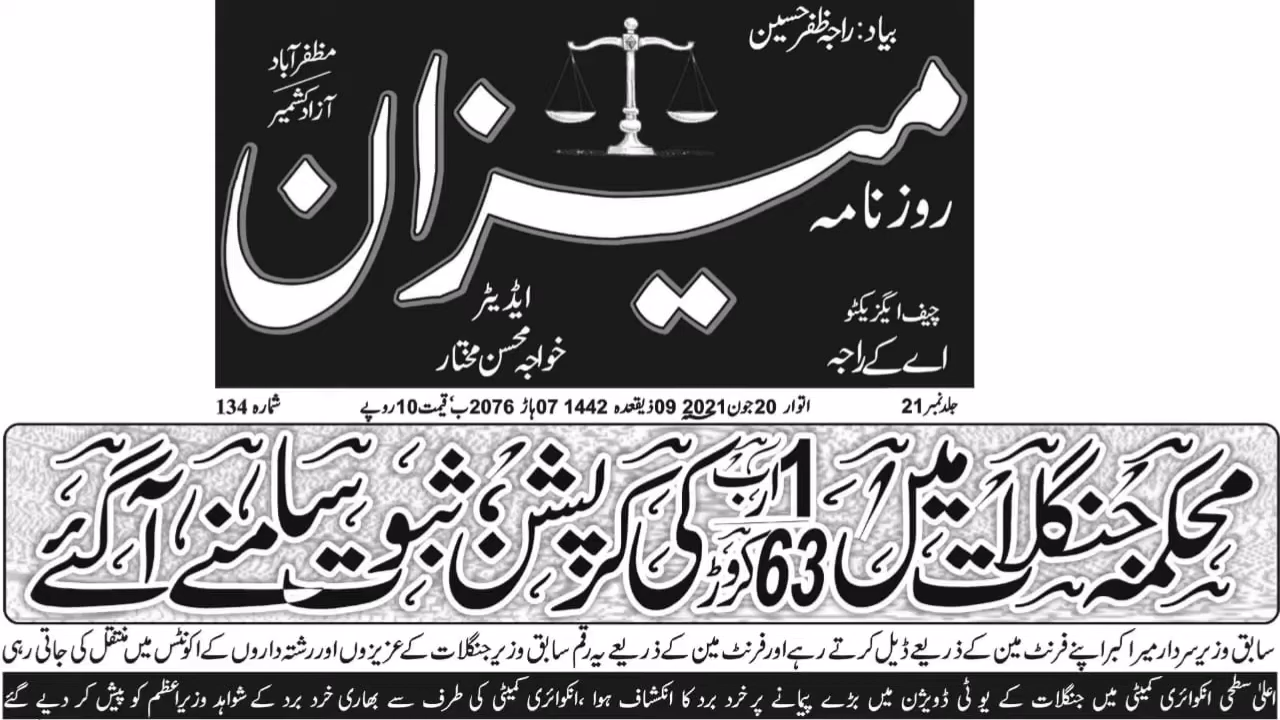 بیاد: راجہ ظفر حسین
مظفرآباد
آزاد کشمیر
روزنامہ
میزان
چیف ایگزیکٹو
اے کے راجہ
ایڈیٹر
خواجہ محسن مختار
جلد نمبر 21 اتوار 20 جون 2021 09 ذیقعدہ 1442 07 ہاڑ 2076 ب، قیمت 10 روپے شمارہ 134
محکمہ جنگلات میں 1 ارب 63 کروڑ کی کرپشن، ثبوت سامنے آ گئے
سابق وزیر سردار میر اکبر اپنے فرنٹ مین کے ذریعے ڈیل کرتے رہے اور فرنٹ مین کے ذریعے یہ رقم سابق وزیر جنگلات کے عزیزوں اور رشتہ داروں کے اکونٹس میں منتقل کی جاتی رہی
اعلیٰ سطحی انکوائری کمیٹی میں جنگلات کے یو ٹی ڈویژن میں بڑے پیمانے پر خرد برد کا انکشاف ہوا، انکوائری کمیٹی کی طرف سے بھاری خرد برد کے شواہد وزیراعظم کو پیش کر دیے گئے